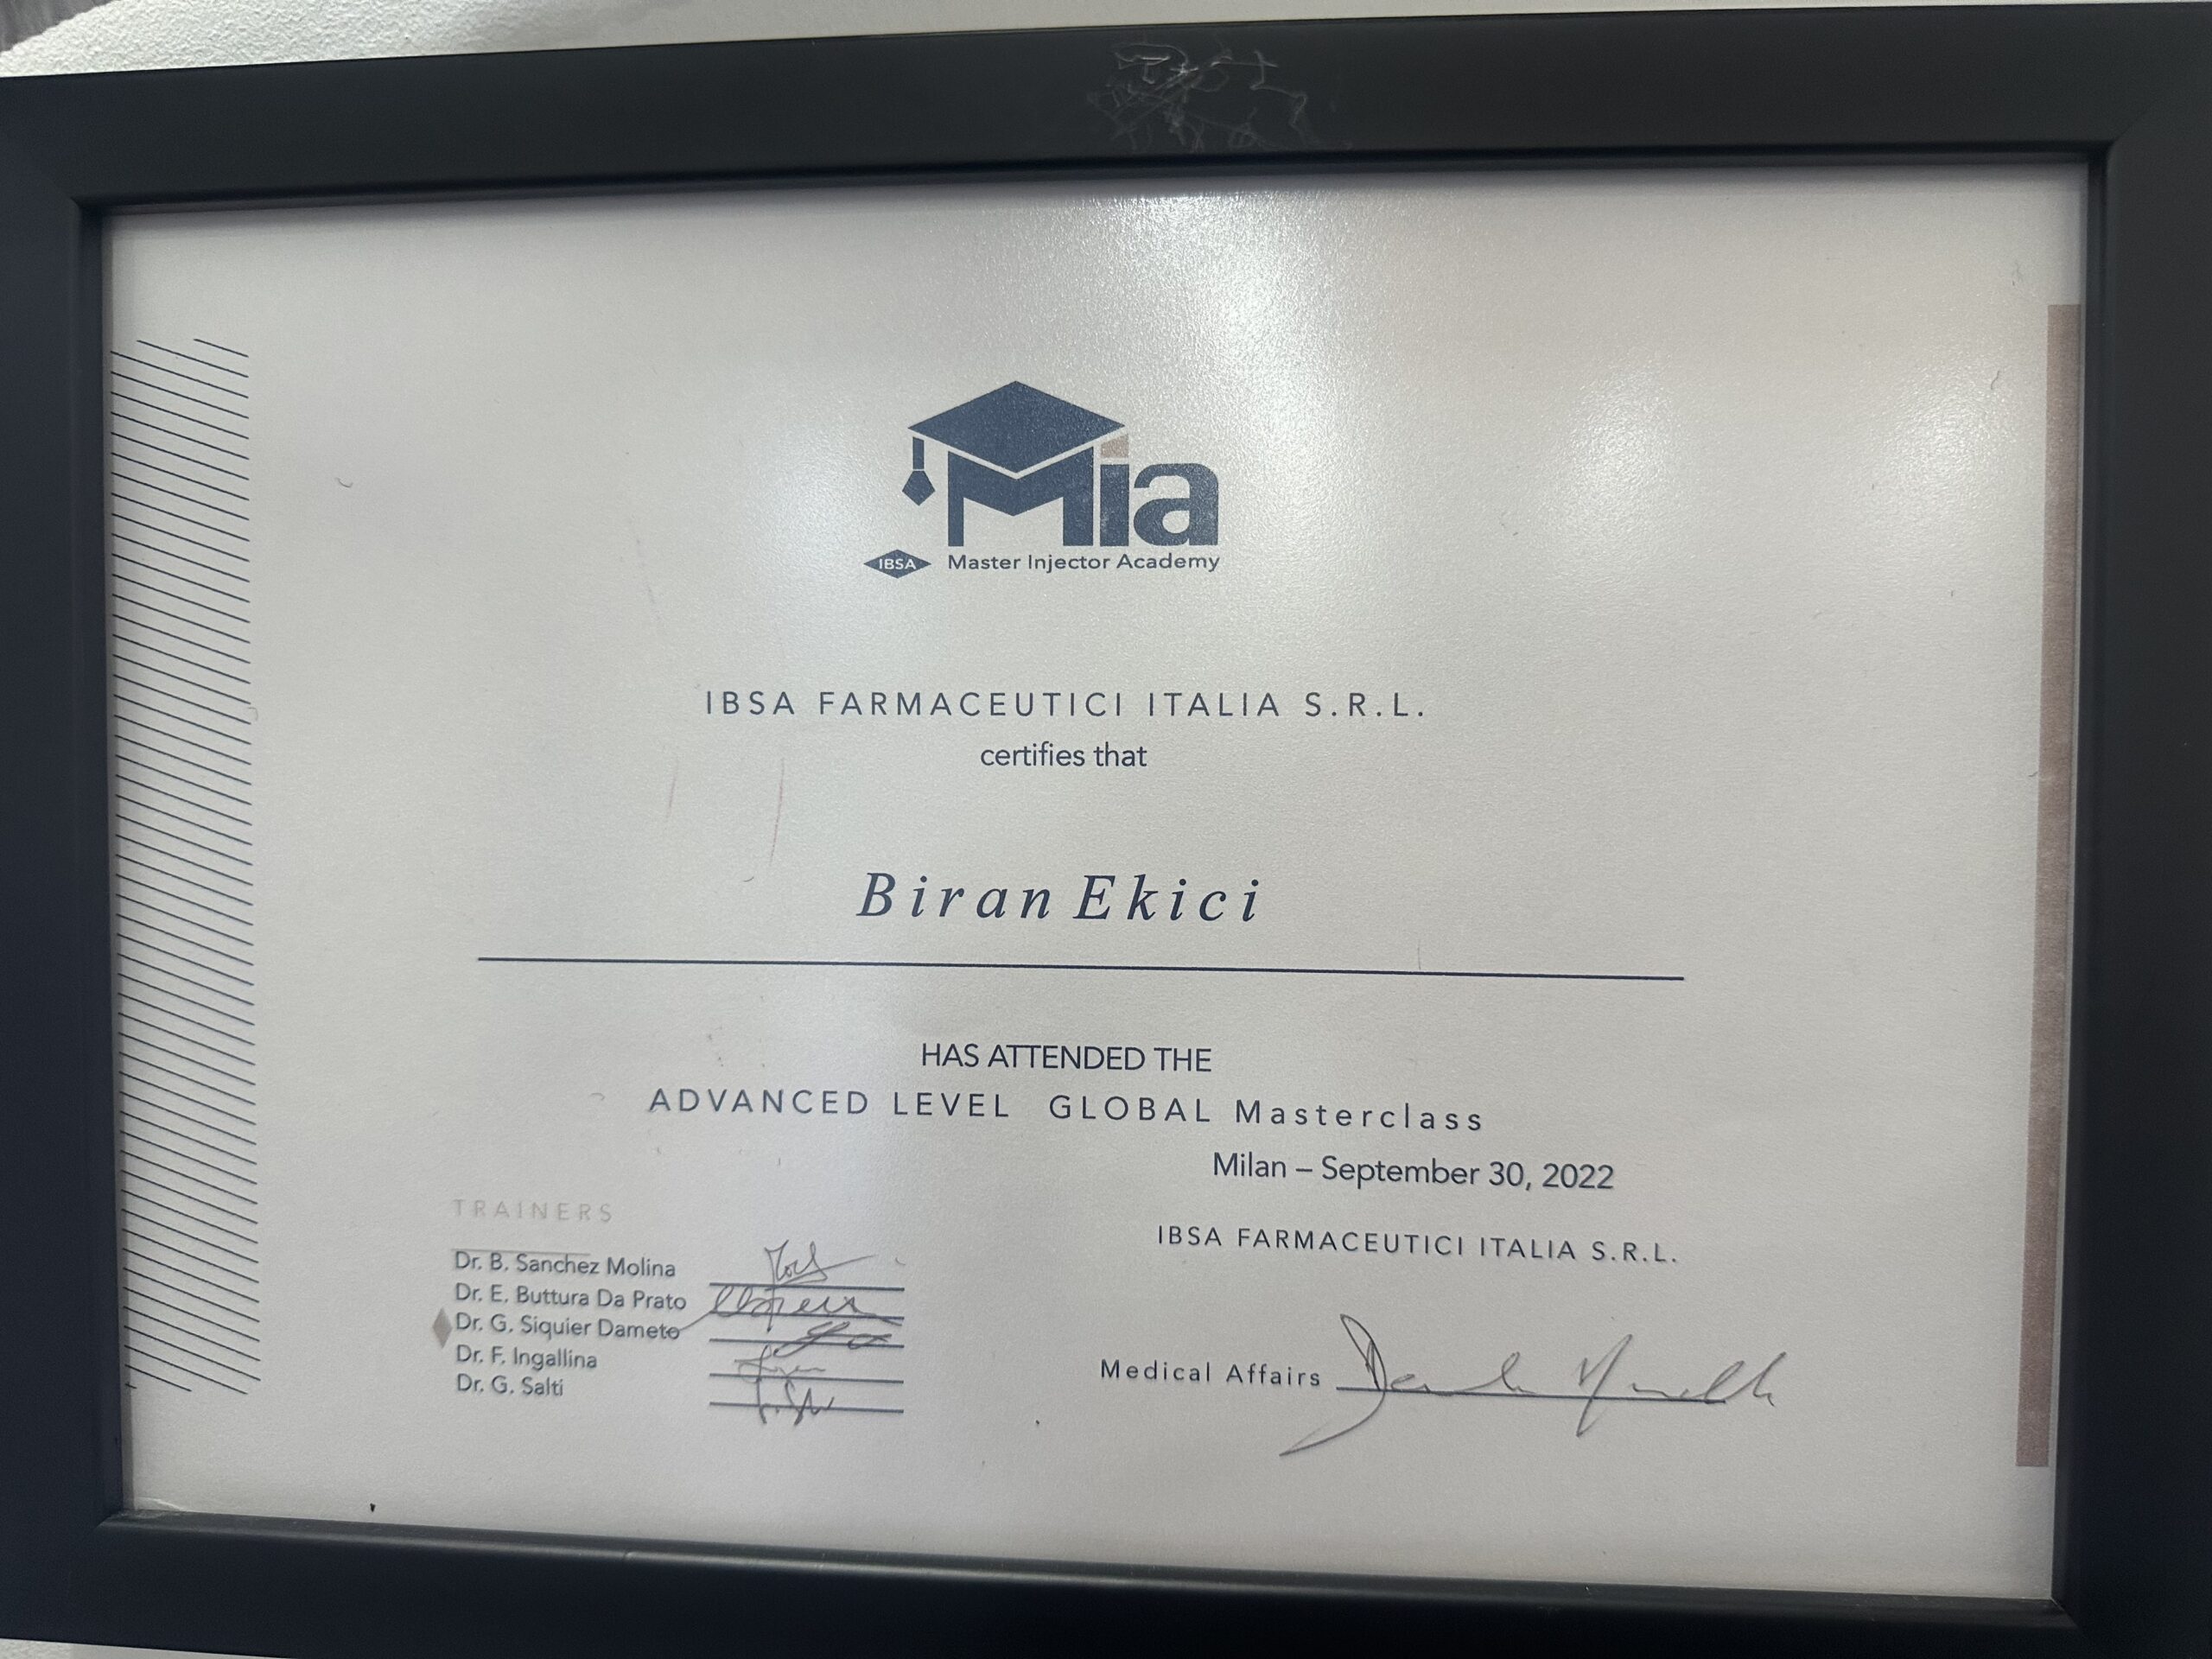 Mia
IBSA Master Injector Academy
IBSA FARMACEUTICI ITALIA S.R.L.
certifies that
Biran Ekici
HAS ATTENDED THE
ADVANCED LEVEL GLOBAL Masterclass
Milan – September 30, 2022
TRAINERS
Dr. B. Sanchez Molina
Dr. E. Buttura Da Prato
Dr. G. Siquier Dameto
Dr. F. Ingallina
Dr. G. Salti
IBSA FARMACEUTICI ITALIA S.R.L.
Medical Affairs